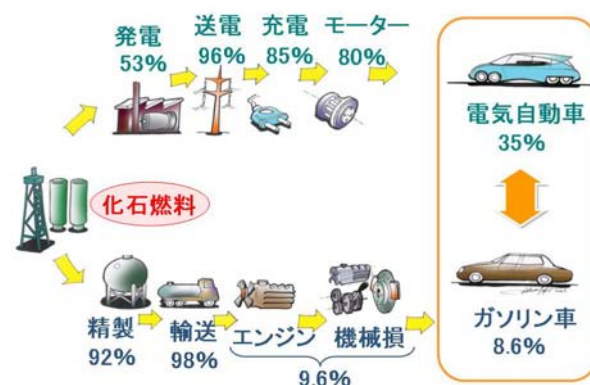 発電
53%
送電
96%
充電
85%
モーター
80%
電気自動車
35%
化石燃料
精製
92%
輸送
98%
エンジン
機械損
9.6%
ガソリン車
8.6%